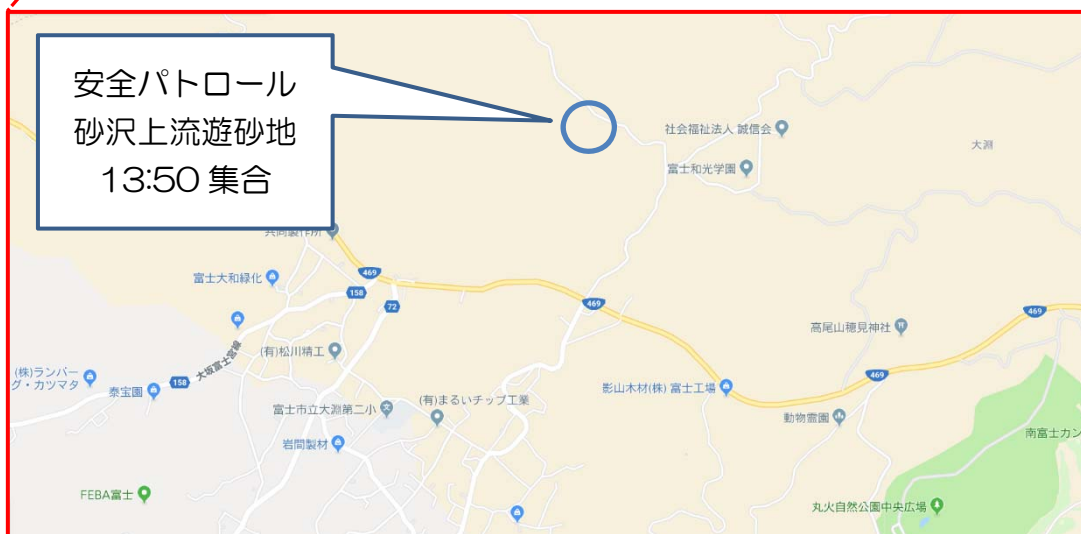 安全パトロール
砂沢上流遊砂地
13:50 集合
社会福祉法人 誠信会
大淵
富士和光学園
共同製作所
富士大和緑化
469
158
72
469
469
高尾山穂見神社
大坂富士宮線
(有)松川精工
(株)ランバー
グ・カツマタ
泰宝園
158
469
影山木材(株) 富士工場
(有)まるいチップ工業
富士市立大淵第二小
動物霊園
岩間製材
南富士カン
FEBA富士
丸火自然公園中央広場